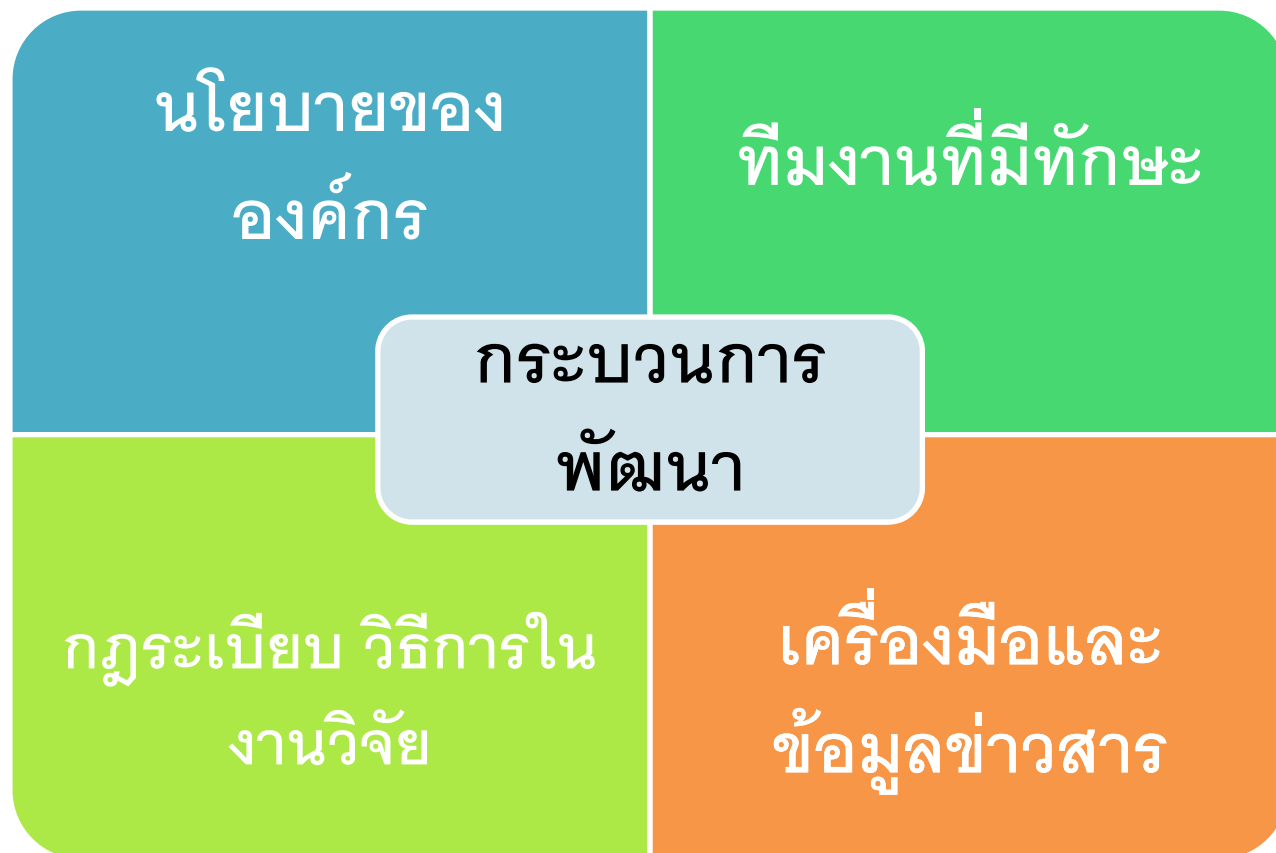 นโยบายของ
องค์กร
ทีมงานที่มีทักษะ
กระบวนการ
พัฒนา
กฎระเบียบ วิธีการใน
งานวิจัย
เครื่องมือและ
ข้อมูลข่าวสาร